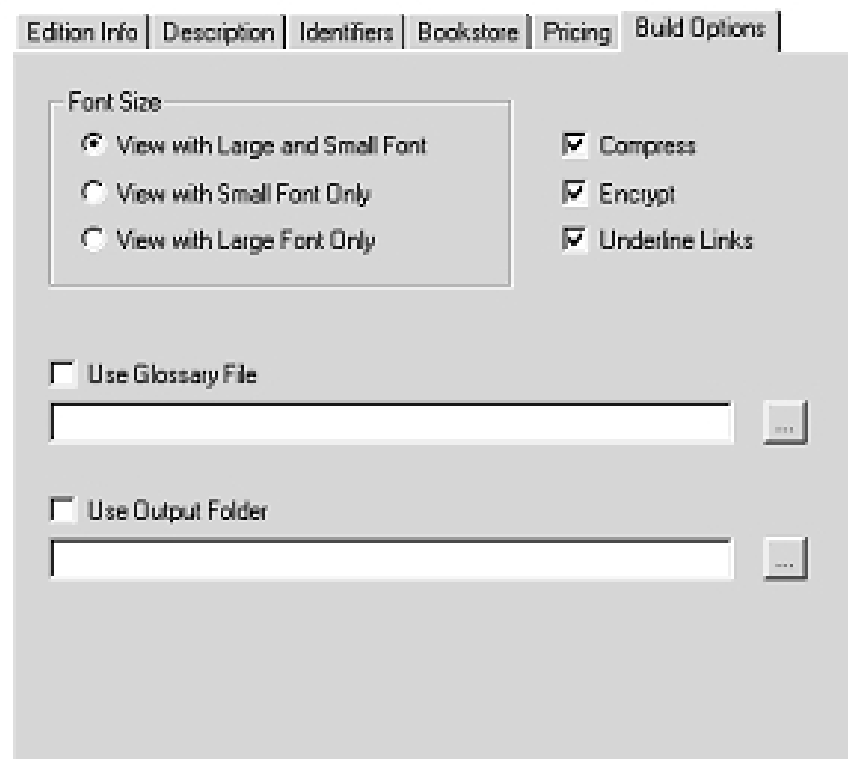 Edition Info Description Identifiers Bookstore Pricing Build Options
Font Size
View with Large and Small Font
View with Small Font Only
View with Large Font Only
Compress
Encrypt
Underline Links
Use Glossary File
...
Use Output Folder
...